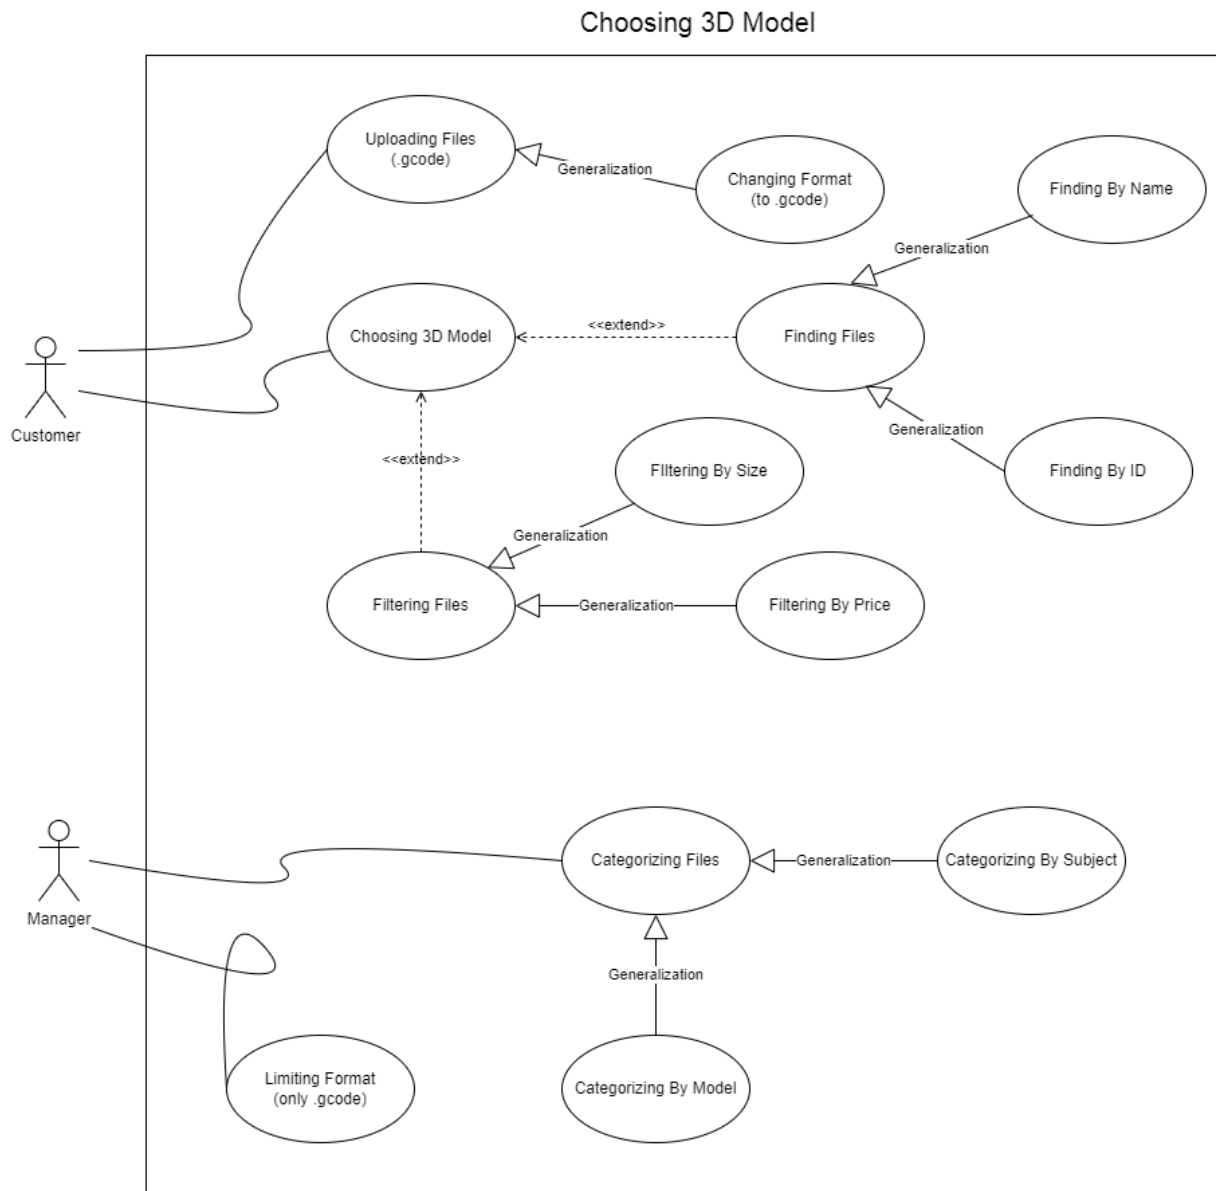 Choosing 3D Model
Uploading Files
(.gcode)
Generalization
Changing Format
(to .gcode)
Finding By Name
Generalization
Choosing 3D Model
<<extend>>
Finding Files
Customer
Generalization
<<extend>>
FIltering By Size
Finding By ID
Generalization
Filtering Files
Generalization
Filtering By Price
Manager
Categorizing Files
Generalization
Categorizing By Subject
Generalization
Limiting Format
(only .gcode)
Categorizing By Model